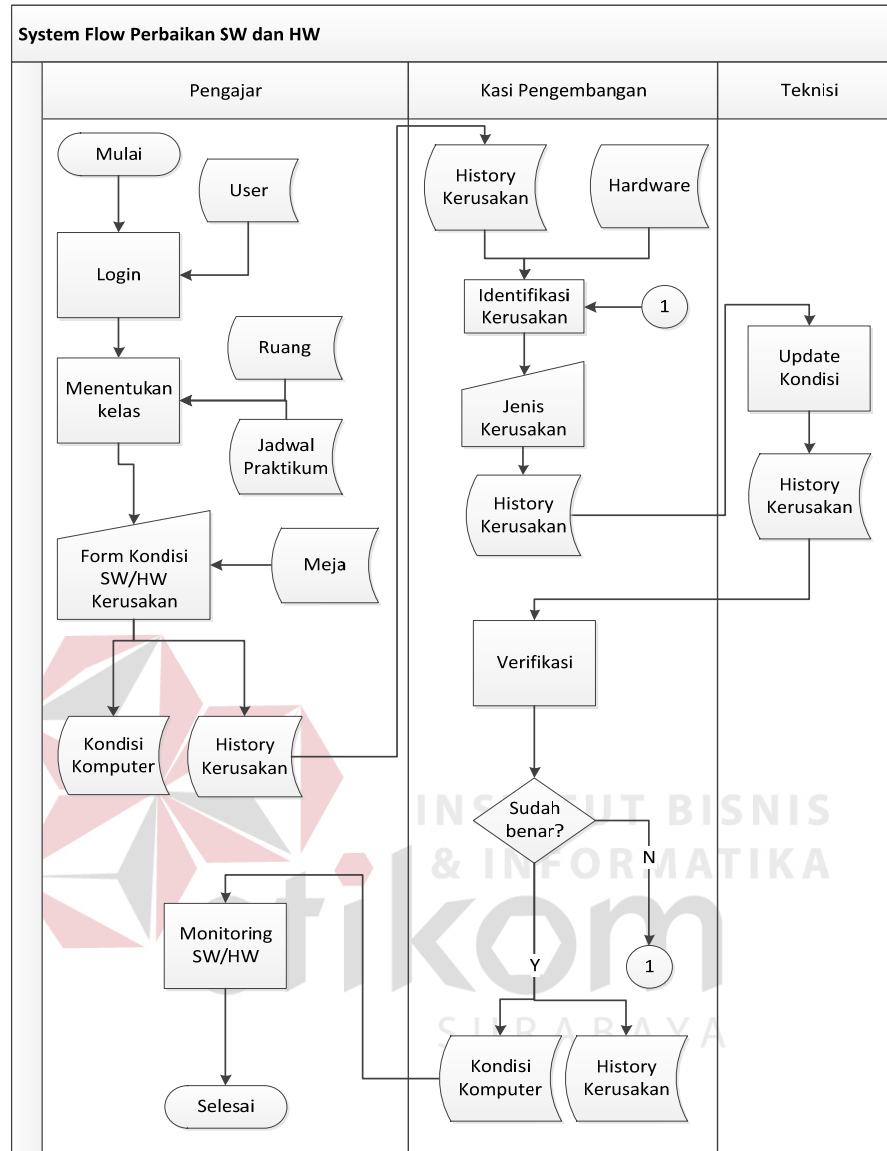 System Flow Perbaikan SW dan HW
Pengajar
Kasi Pengembangan
Teknisi
Mulai
User
Login
Ruang
Menentukan
kelas
Jadwal
Praktikum
Form Kondisi
SW/HW
Kerusakan
Meja
Kondisi
Komputer
History
Kerusakan
Monitoring
SW/HW
Selesai
History
Kerusakan
Hardware
Identifikasi
Kerusakan
1
Jenis
Kerusakan
History
Kerusakan
Update
Kondisi
History
Kerusakan
Verifikasi
Sudah
benar?
N
1
Y
Kondisi
Komputer
History
Kerusakan
INSTITUT BISNIS
& INFORMATIKA
stikom
SURABAYA